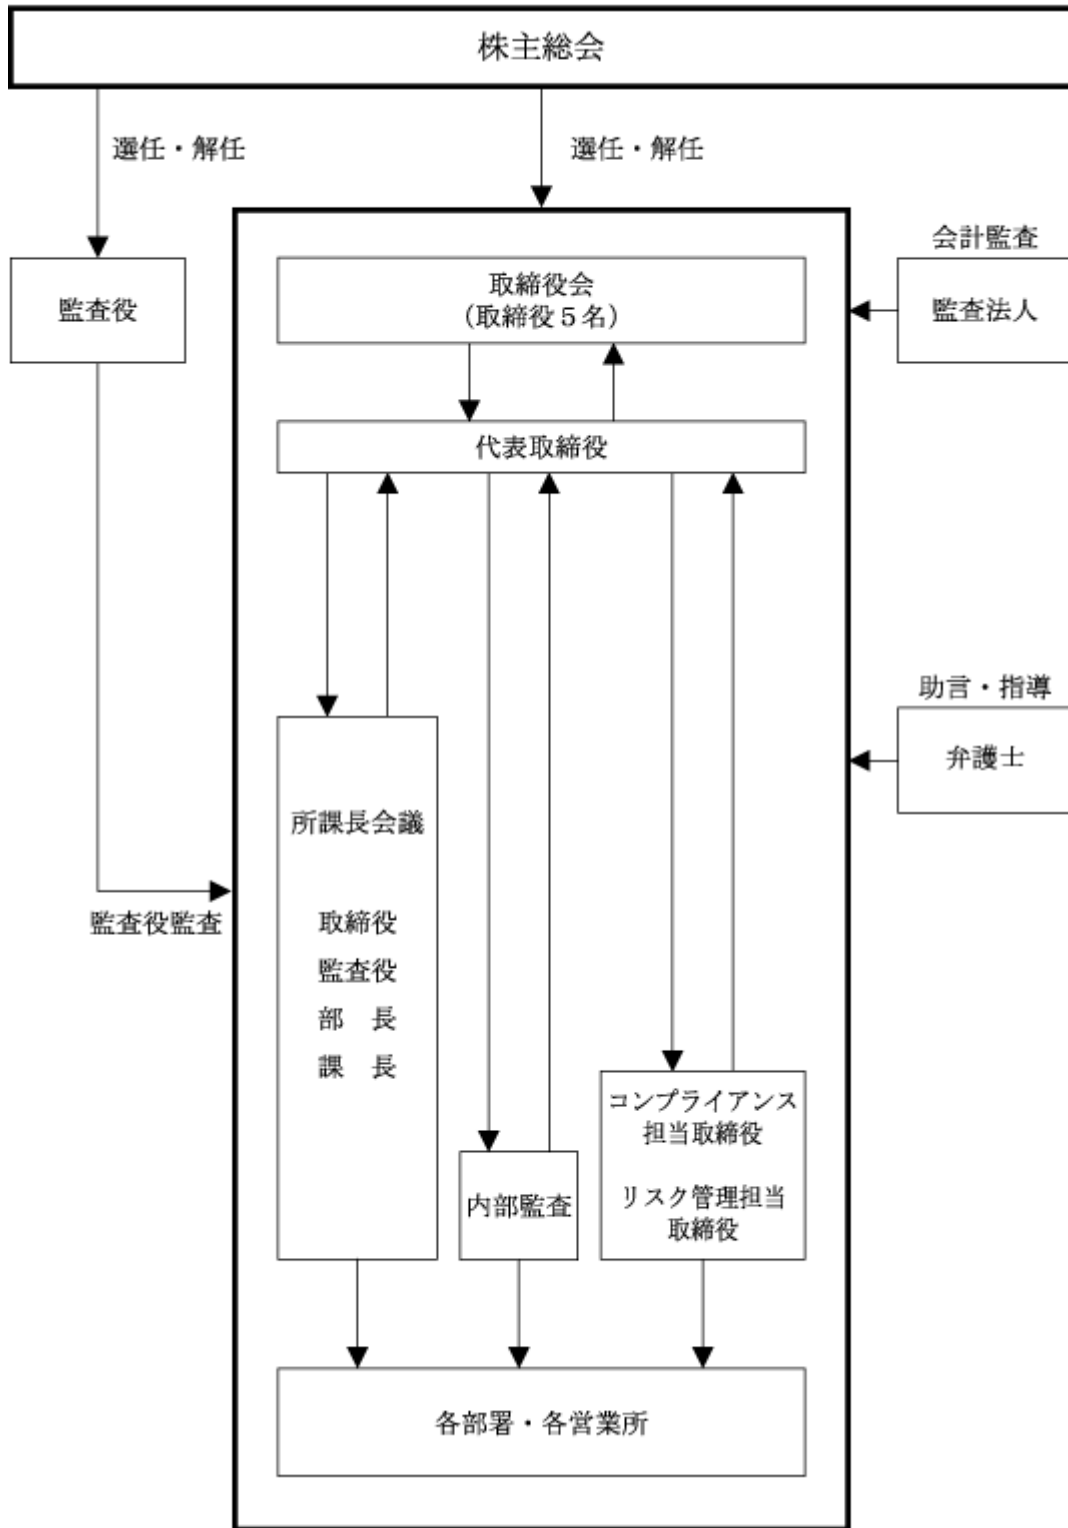 株主総会
選任・解任
選任・解任
会計監査
監査役
取締役会
（取締役５名）
監査法人
代表取締役
助言・指導
弁護士
所課長会議
取締役
監査役
部　長
課　長
監査役監査
コンプライアンス
担当取締役
リスク管理担当
取締役
内部監査
各部署・各営業所